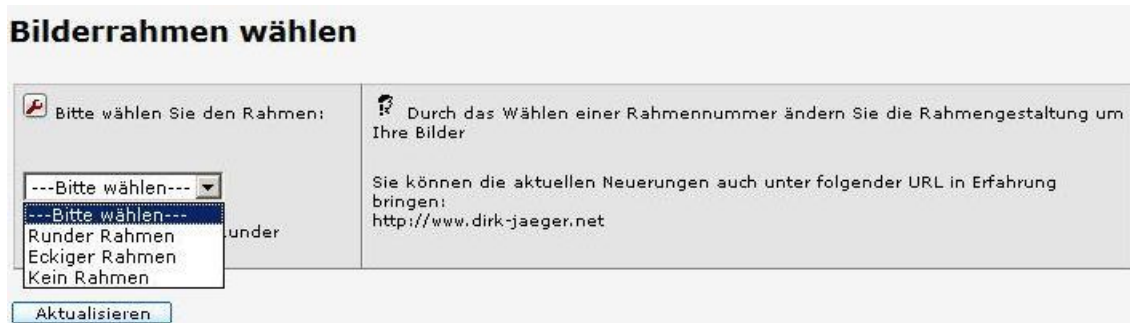 Bilderrahmen wählen
Bitte wählen Sie den Rahmen:
---Bitte wählen---
---Bitte wählen---
Runder Rahmen
Eckiger Rahmen
Kein Rahmen
Durch das Wählen einer Rahmennummer ändern Sie die Rahmengestaltung um
Ihre Bilder
Sie können die aktuellen Neuerungen auch unter folgender URL in Erfahrung
bringen:
http://www.dirk-jaeger.net
Aktualisieren